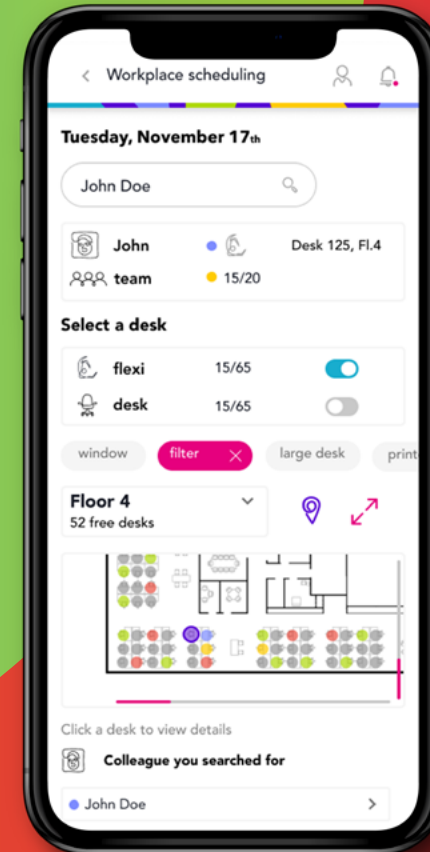 Workplace scheduling
Tuesday, November 17th
John Doe
John Desk 125, Fl.4
team 15/20
Select a desk
flexi 15/65
desk 15/65
window filter large desk print
Floor 4
52 free desks
Click a desk to view details
Colleague you searched for
John Doe